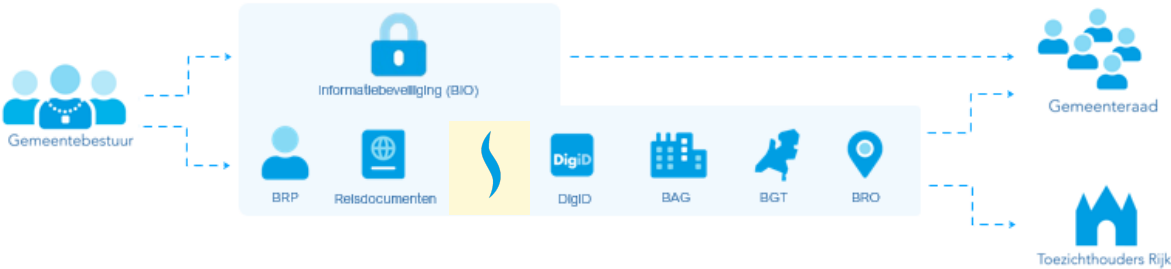 Informatiebeveiliging (BIO)
Gemeentebestuur
Gemeenteraad
DigiD
BRP
Reisdocumenten
DigiD
BAG
BGT
BRO
Toezichthouders Rijk